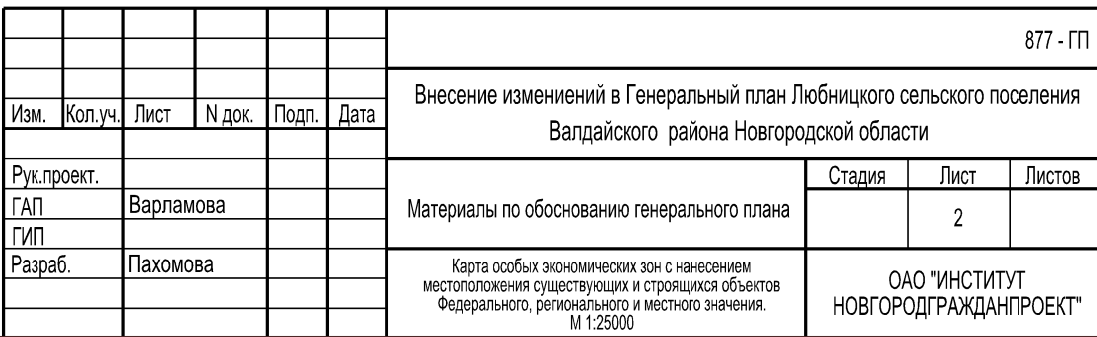 877 - ГП
Внесение измениений в Генеральный план Любницкого сельского поселения
Валдайского района Новгородской области
Изм. Кол.уч. Лист N док. Подп. Дата
Рук.проект.
ГАП Варламова
ГИП
Разраб. Пахомова
Материалы по обоснованию генерального плана
Стадия Лист Листов
2
Карта особых экономических зон с нанесением
местоположения существующих и строящихся объектов
Федерального, регионального и местного значения.
М 1:25000
ОАО "ИНСТИТУТ
НОВГОРОДГРАЖДАНПРОЕКТ"